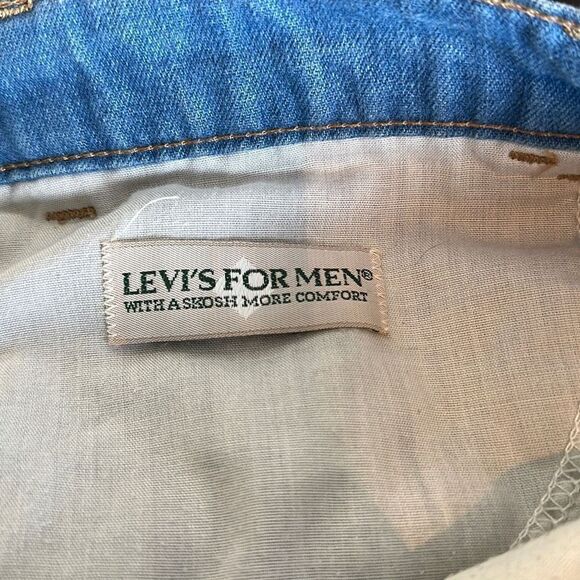 LEVI'S FOR MEN®
WITH A SKOSH MORE COMFORT